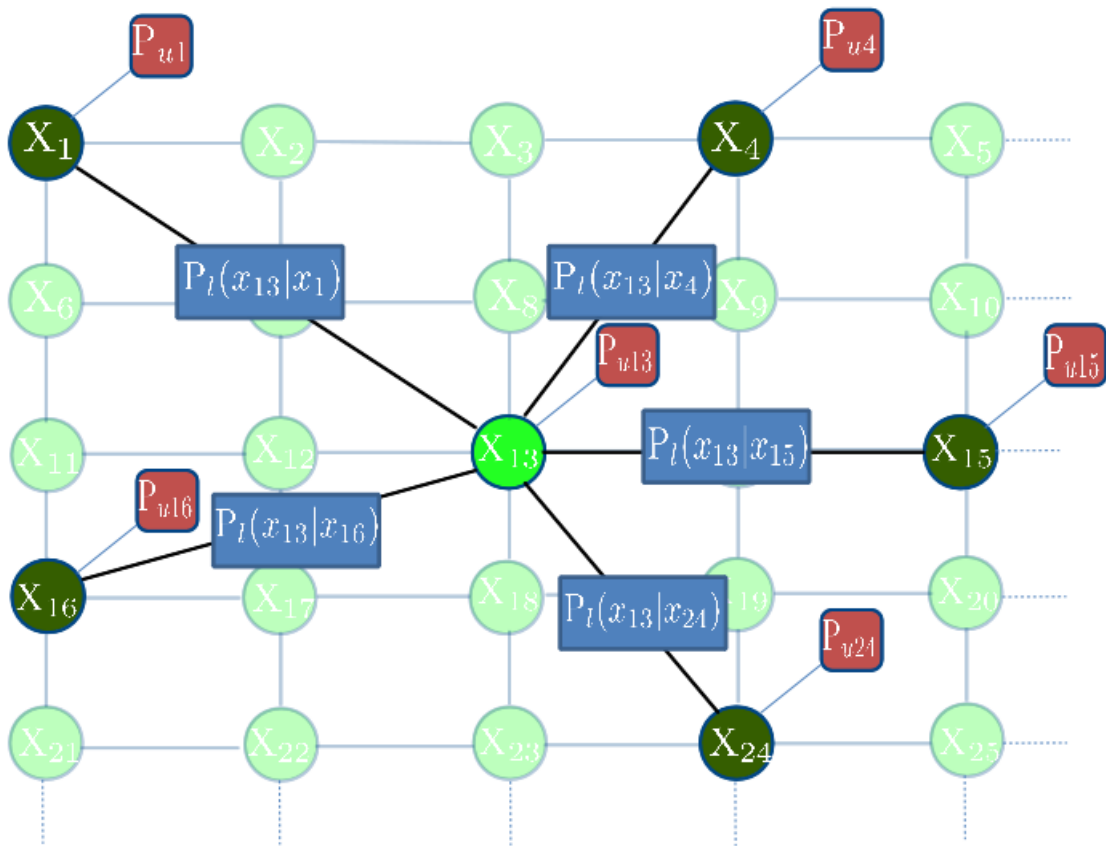 P_{u1} P_{u4}
X_1 X_2 X_3 X_4 X_5
P_l(x_{13}|x_1) P_l(x_{13}|x_4)
X_6 X_8 X_9 X_{10}
P_{u13} P_{u15}
X_{11} X_{12} X_{13} P_l(x_{13}|x_{15}) X_{15}
P_{u16} P_l(x_{13}|x_{16})
X_{16} X_{17} X_{18} P_l(x_{13}|x_{24}) 19 X_{20}
P_{u24}
X_{21} X_{22} X_{23} X_{24} X_{25}